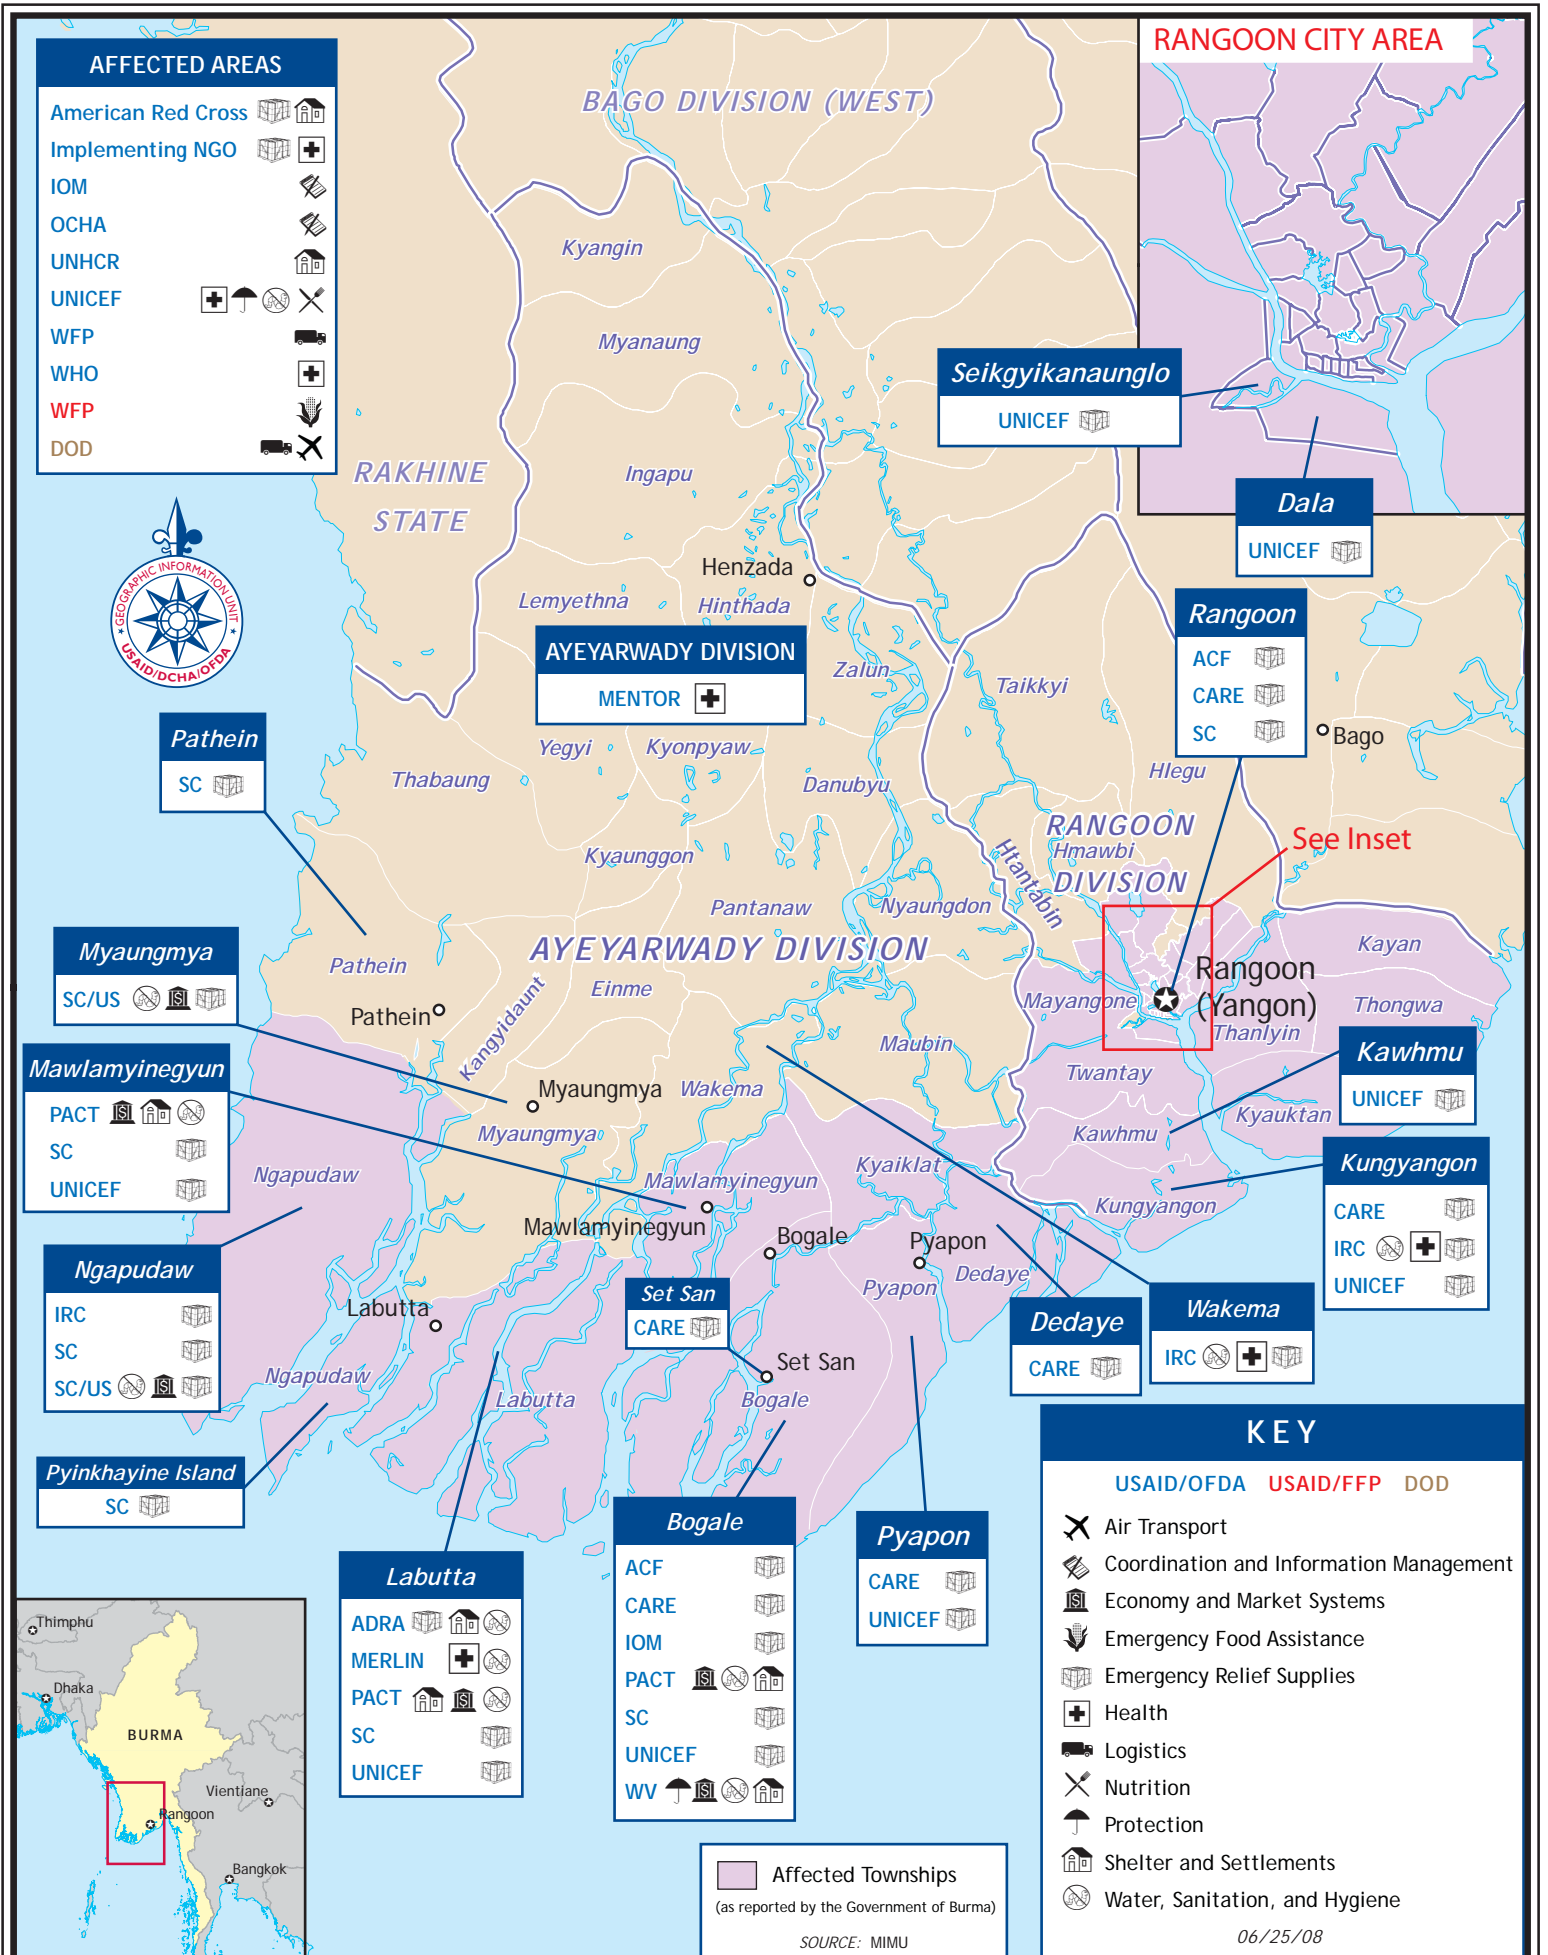 AFFECTED AREAS
American Red Cross
Implementing NGO
IOM
OCHA
UNHCR
UNICEF
WFP
WHO
WFP
DOD
RANGOON CITY AREA
BAGO DIVISION (WEST)
Kyangin
Myanaung
Ingapu
RAKHINE
STATE
Seikgyikanaunglo
UNICEF
Dala
UNICEF
GEOGRAPHIC INFORMATION UNIT
USAID/DCHA/OFDA
Henzada
Lemyethna
Hinthada
AYEYARWADY DIVISION
MENTOR
Zalun
Taikkyi
Rangoon
ACF
CARE
SC
Bago
Pathein
SC
Yegyi
Kyonpyaw
Thabaung
Danubyu
Hlegu
RANGOON
Hmawbi
DIVISION
See Inset
Htantabin
Kyaunggon
Pantanaw
Nyaungdon
AYEYARWADY DIVISION
Myaungmya
SC/US
Pathein
Pathein
Kangyidaunt
Einme
Mayangone
Rangoon
(Yangon)
Kayan
Thongwa
Thanlyin
Maubin
Twantay
Kawhmu
UNICEF
Mawlamyinegyun
PACT
SC
UNICEF
Myaungmya
Wakema
Myaungmya
Kyauktan
Kawhmu
Kyaiklat
Kungyangon
CARE
IRC
UNICEF
Ngapudaw
Mawlamyinegyun
Mawlamyinegyun
Kungyangon
Bogale
Pyapon
Dedaye
Pyapon
Ngapudaw
IRC
SC
SC/US
Labutta
Set San
CARE
Dedaye
CARE
Wakema
IRC
Set San
Ngapudaw
Labutta
Bogale
Pyinkhayine Island
SC
Labutta
ADRA
MERLIN
PACT
SC
UNICEF
Bogale
ACF
CARE
IOM
PACT
SC
UNICEF
WV
Pyapon
CARE
UNICEF
KEY
USAID/OFDA USAID/FFP DOD
Air Transport
Coordination and Information Management
Economy and Market Systems
Emergency Food Assistance
Emergency Relief Supplies
Health
Logistics
Nutrition
Protection
Shelter and Settlements
Water, Sanitation, and Hygiene
06/25/08
Thimphu
Dhaka
BURMA
Vientiane
Rangoon
Bangkok
Affected Townships
(as reported by the Government of Burma)
SOURCE: MIMU